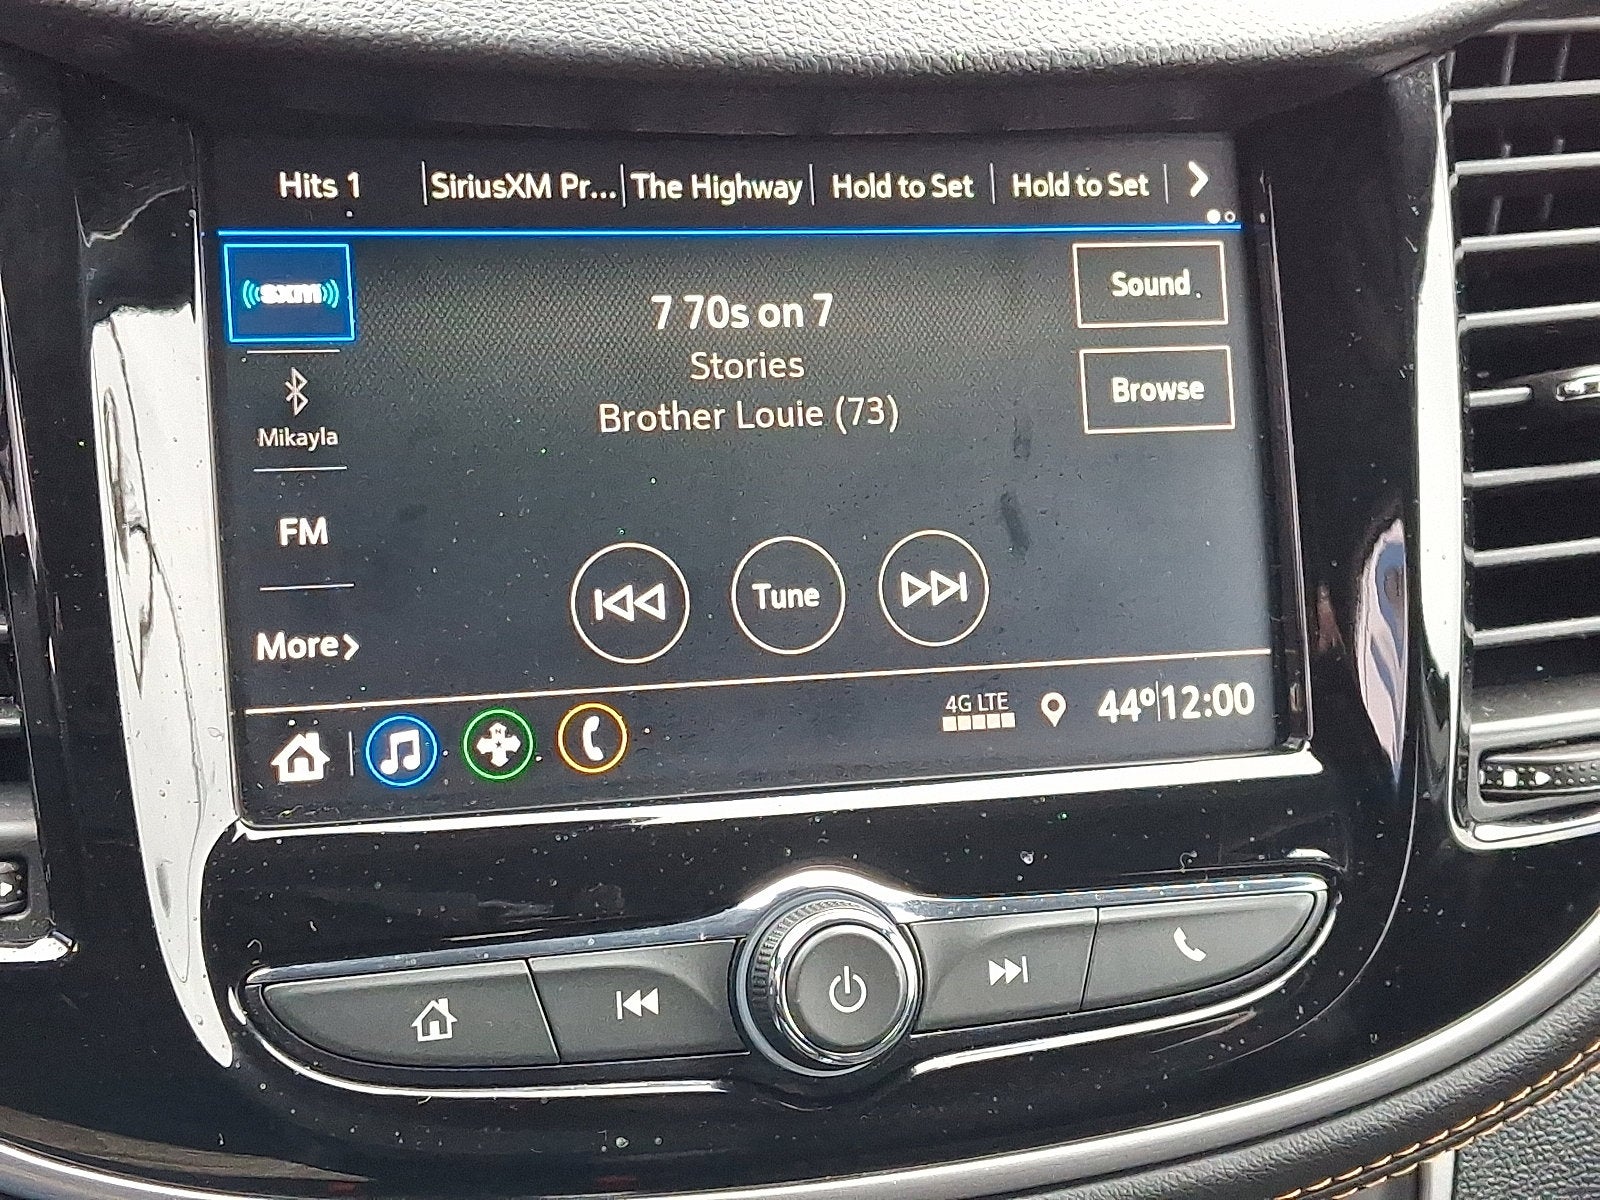 Hits 1 SiriusXM Pr... The Highway Hold to Set Hold to Set
sxm
Sound
7 70s on 7
Stories
Brother Louie (73)
Browse
Mikayla
FM
Tune
More
4G LTE
44° 12:00